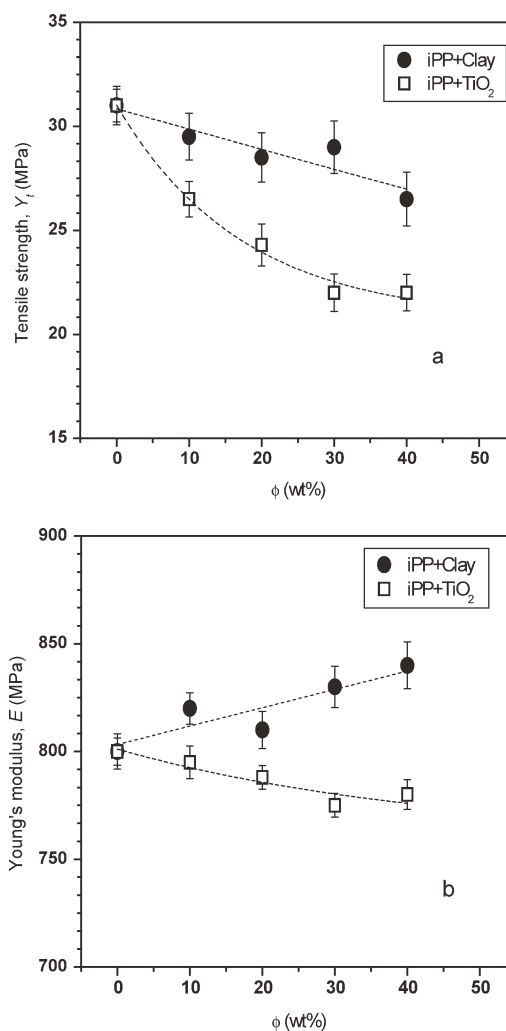 35
30
25
20
15
Tensile strength, Yt (MPa)
iPP+Clay
iPP+TiO2
a
0 10 20 30 40 50
ϕ (wt%)
900
850
800
750
700
Young's modulus, E (MPa)
iPP+Clay
iPP+TiO2
b
0 10 20 30 40 50
ϕ (wt%)